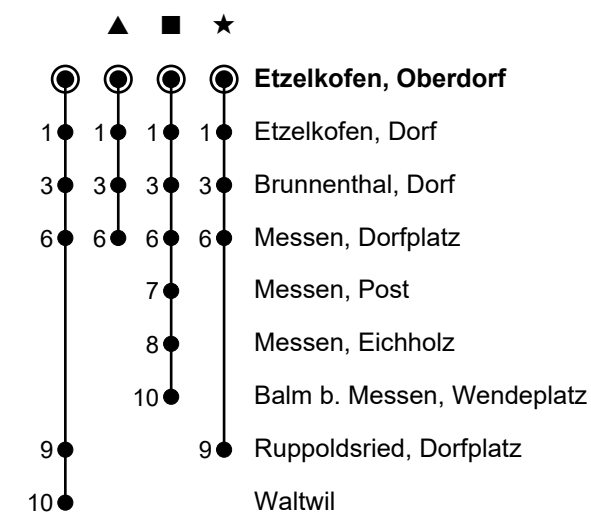 ▲ ■ ★
Etzelkofen, Oberdorf
1 1 1 1 Etzelkofen, Dorf
3 3 3 3 Brunnenthal, Dorf
6 6 6 6 Messen, Dorfplatz
7 Messen, Post
8 Messen, Eichholz
10 Balm b. Messen, Wendeplatz
9 9 Ruppoldsried, Dorfplatz
10 Waltwil